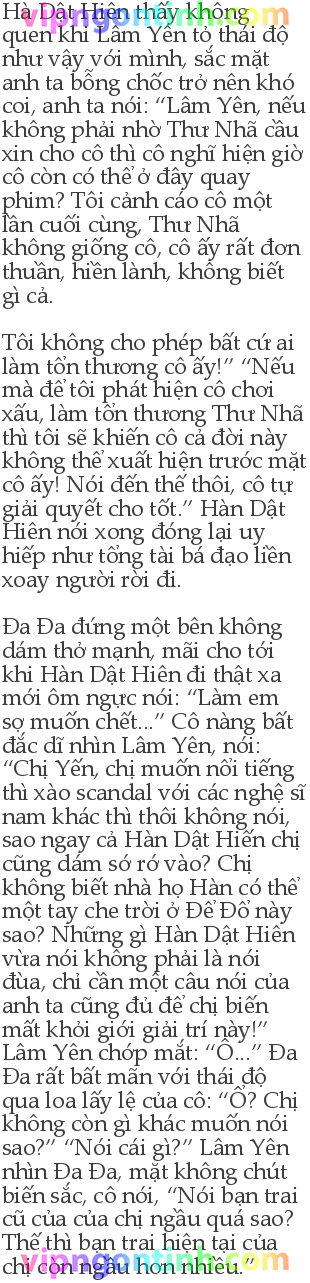 Hà Dật Hiên thấy không
vipngontinh.com
quen khi Lâm Yên tỏ thái độ
như vậy với mình, sắc mặt
anh ta bỗng chốc trở nên khó
coi, anh ta nói: “Lâm Yên, nếu
không phải nhờ Thư Nhã cầu
xin cho cô thì cô nghĩ hiện giờ
cô còn có thể ở đây quay
phim? Tôi cảnh cáo cô một
lần cuối cùng, Thư Nhã
không giống cô, cô ấy rất đơn
thuần, hiền lành, không biết
gì cả.
Tôi không cho phép bất cứ ai
làm tổn thương cô ấy!” “Nếu
mà để tôi phát hiện cô chơi
xấu, làm tổn thương Thư Nhã
thì tôi sẽ khiến cô cả đời này
không thể xuất hiện trước mặt
cô ấy! Nói đến thế thôi, cô tự
giải quyết cho tốt.” Hàn Dật
Hiên nói xong đóng lại uy
hiếp như tổng tài bá đạo liền
xoay người rời đi.
Đa Đa đứng một bên không
dám thở mạnh, mãi cho tới
khi Hàn Dật Hiên đi thật xa
mới ôm ngực nói: “Làm em
sợ muốn chết...” Cô nàng bất
đắc dĩ nhìn Lâm Yên, nói:
“Chị Yến, chị muốn nổi tiếng
thì xào scandal với các nghệ sĩ
nam khác thì thôi không nói,
sao ngay cả Hàn Dật Hiến chị
cũng dám sớ rớ vào? Chị
không biết nhà họ Hàn có thể
một tay che trời ở Để Đổ này
sao? Những gì Hàn Dật Hiên
vừa nói không phải là nói
đùa, chỉ cần một câu nói của
anh ta cũng đủ để chị biến
mất khỏi giới giải trí này!”
Lâm Yên chớp mắt: “Ồ...” Đa
Đa rất bất mãn với thái độ
qua loa lấy lệ của cô: “Ổ? Chị
không còn gì khác muốn nói
sao?” “Nói cái gì?” Lâm Yên
nhìn Đa Đa, mặt không chút
biến sắc, cô nói, “Nói bạn trai
cũ của của chị ngầu quá sao?
Thế thì bạn trai hiện tại của
chị còn ngầu hơn nhiều.”
vipngontinh.com